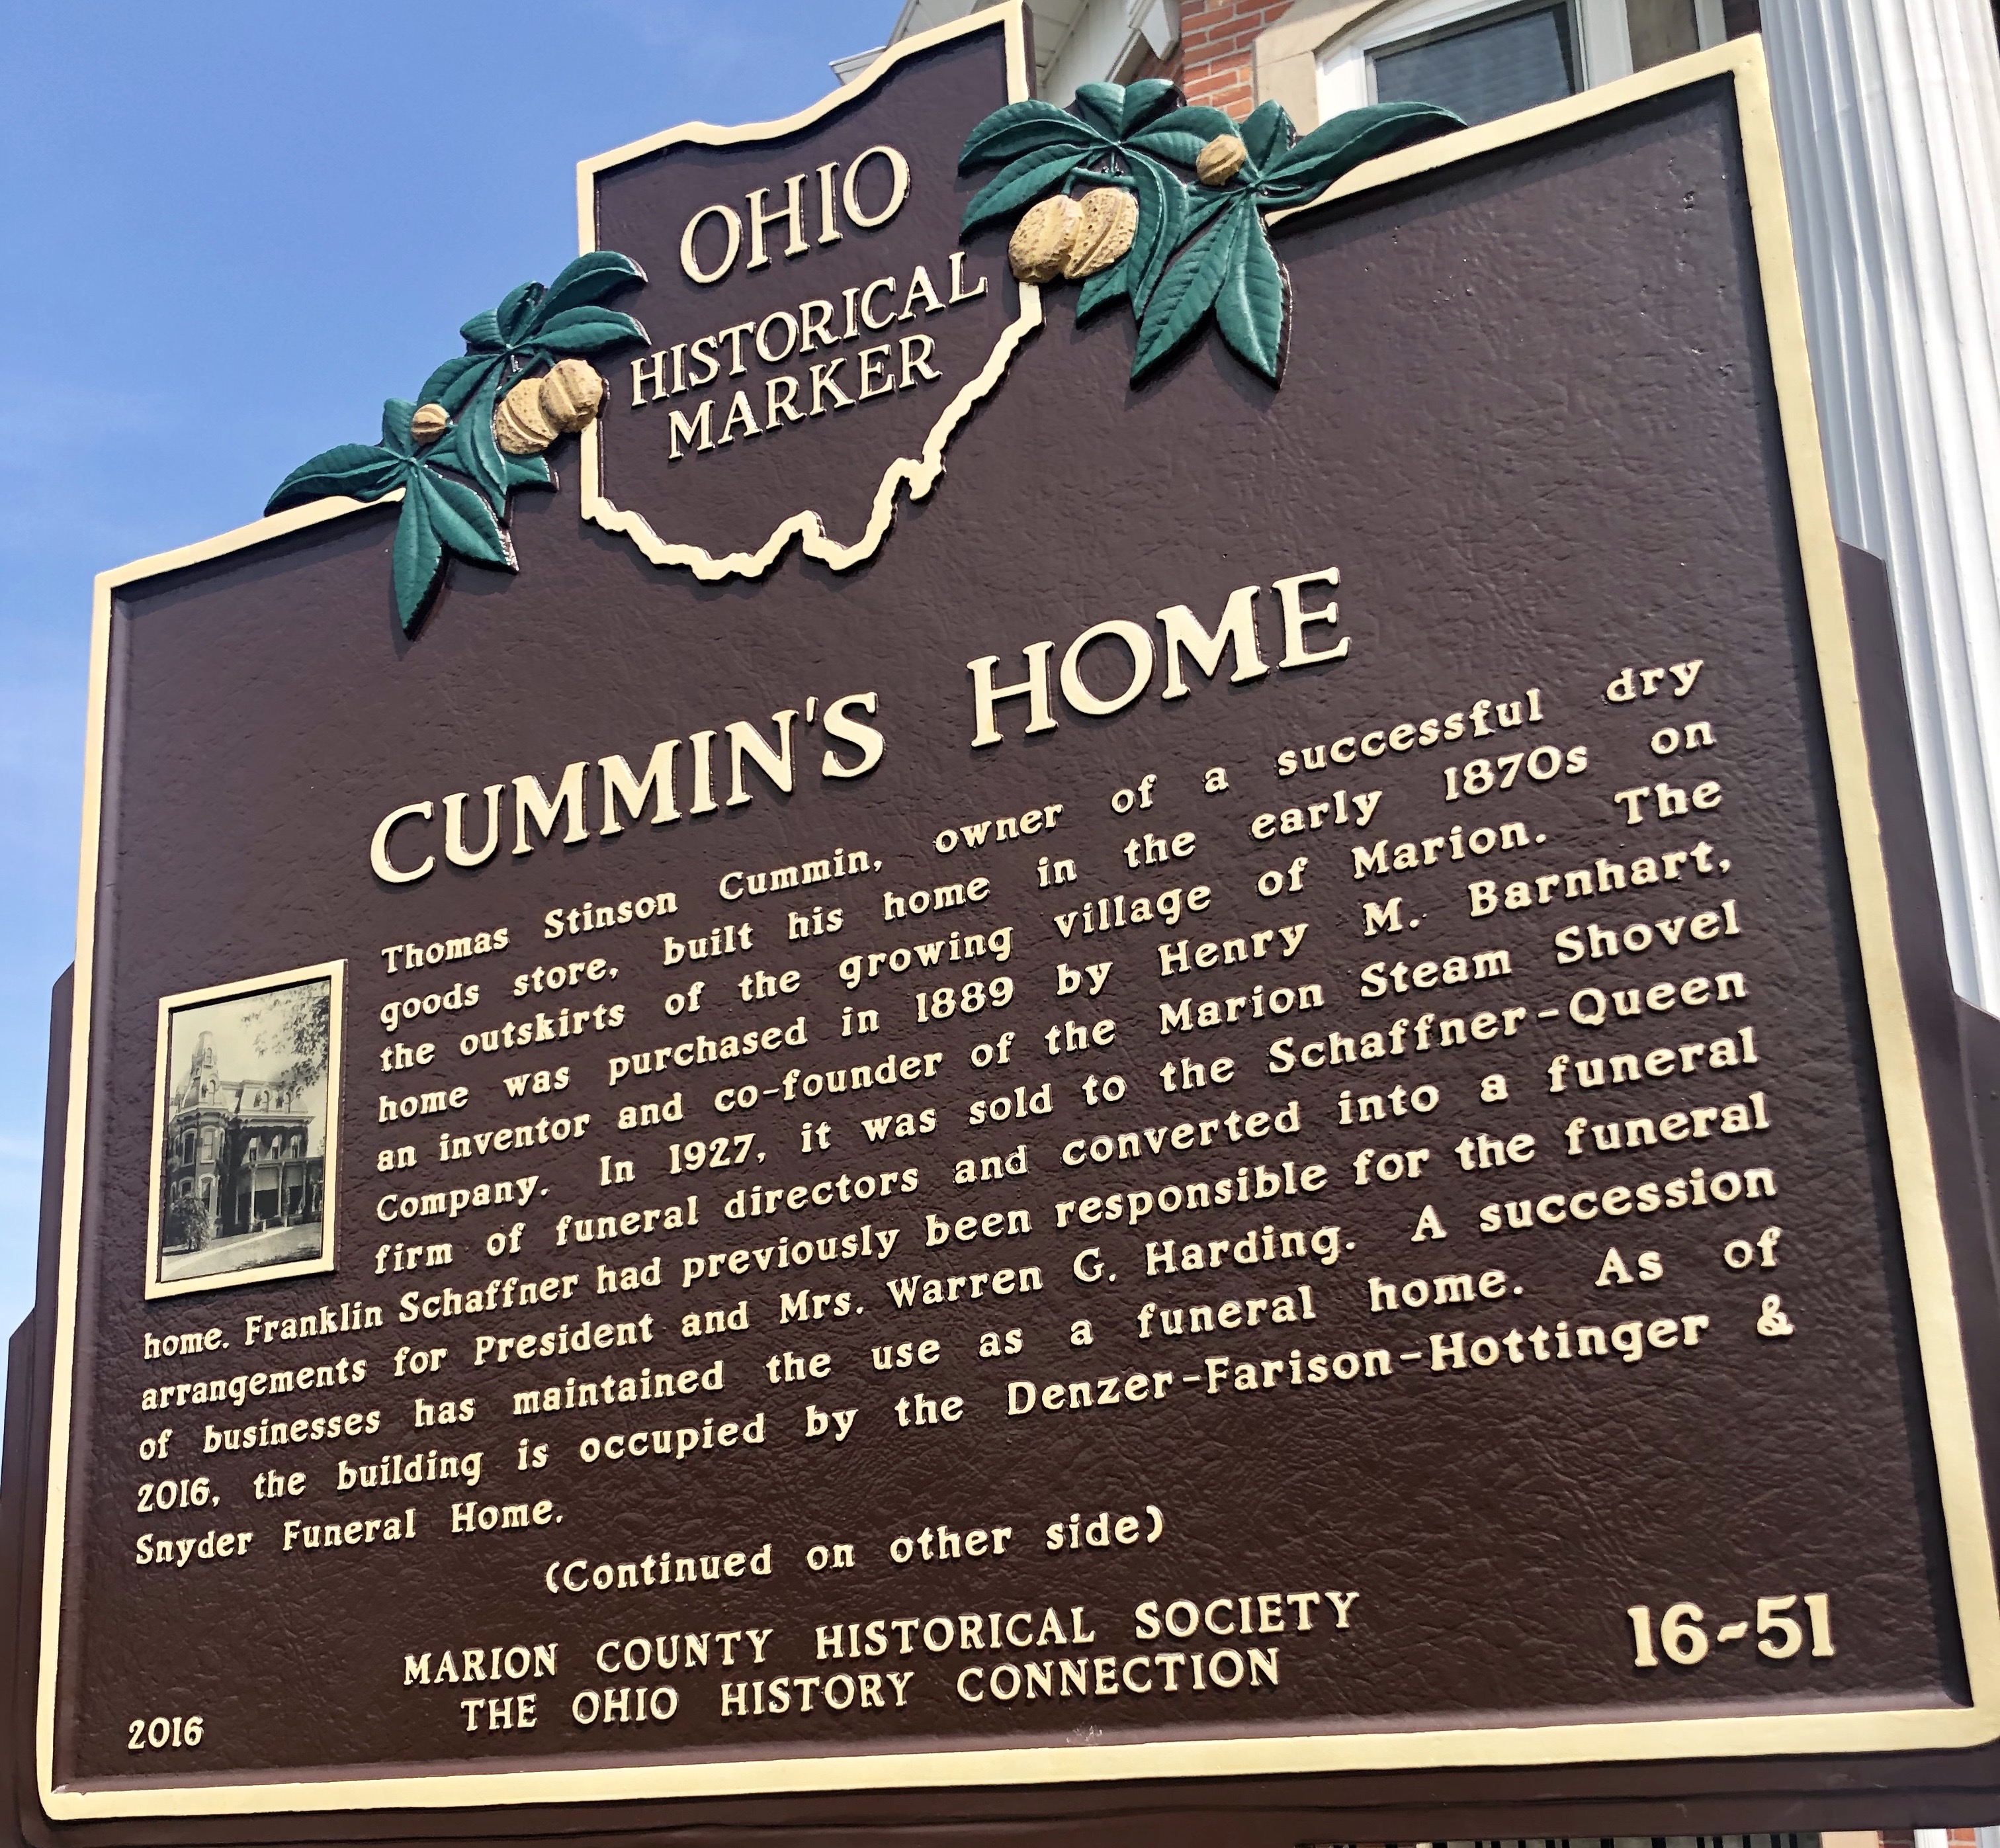 OHIO
HISTORICAL
MARKER
CUMMIN'S HOME
Thomas Stinson Cummin, owner of a successful dry
goods store, built his home in the early 1870s on
the outskirts of the growing village of Marion. The
home was purchased in 1889 by Henry M. Barnhart,
an inventor and co-founder of the Marion Steam Shovel
Company. In 1927, it was sold to the Schaffner-Queen
firm of funeral directors and converted into a funeral
home. Franklin Schaffner had previously been responsible for the funeral
arrangements for President and Mrs. Warren G. Harding. A succession
of businesses has maintained the use as a funeral home. As of
2016, the building is occupied by the Denzer-Farison-Hottinger &
Snyder Funeral Home.
(Continued on other side)
MARION COUNTY HISTORICAL SOCIETY
THE OHIO HISTORY CONNECTION
2016
16-51